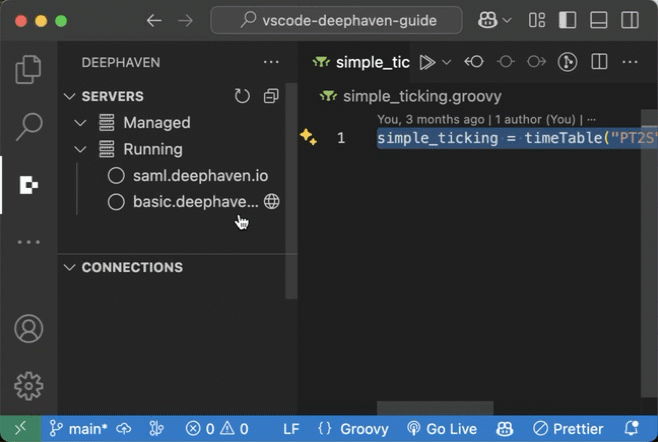 vscode-deephaven-guide
DEEPHAVEN
SERVERS
Managed
Running
saml.deephaven.io
basic.deephave...
CONNECTIONS
simple_tic
simple_ticking.groovy
You, 3 months ago | 1 author (You) | ...
1 simple_ticking = timeTable("PT2S"
main* 0 0 LF {} Groovy Go Live Prettier